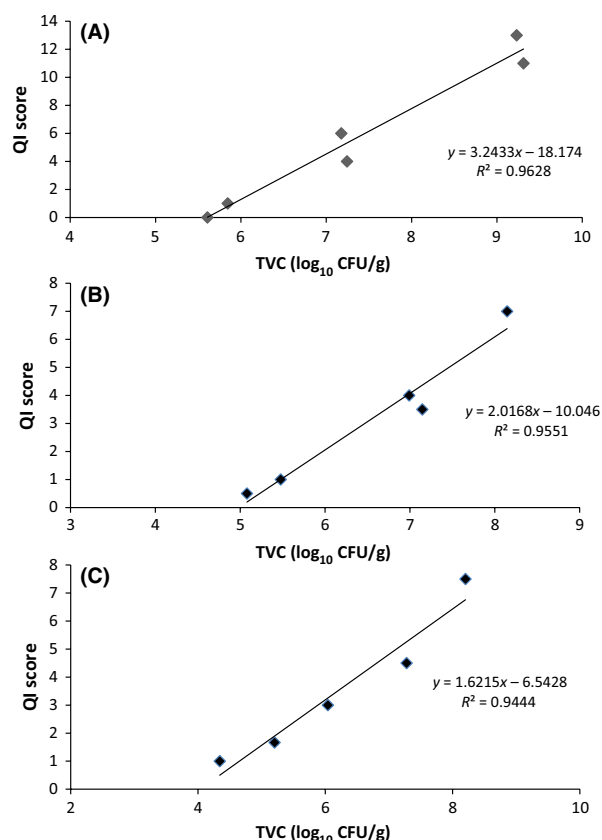 (A)
14
12
10
8
6
4
2
0
QI score
y = 3.2433x – 18.174
R² = 0.9628
4 5 6 7 8 9 10
TVC (log₁₀ CFU/g)
(B)
8
7
6
5
4
3
2
1
0
QI score
y = 2.0168x – 10.046
R² = 0.9551
3 4 5 6 7 8 9
TVC (log₁₀ CFU/g)
(C)
8
7
6
5
4
3
2
1
0
QI score
y = 1.6215x – 6.5428
R² = 0.9444
2 4 6 8 10
TVC (log₁₀ CFU/g)